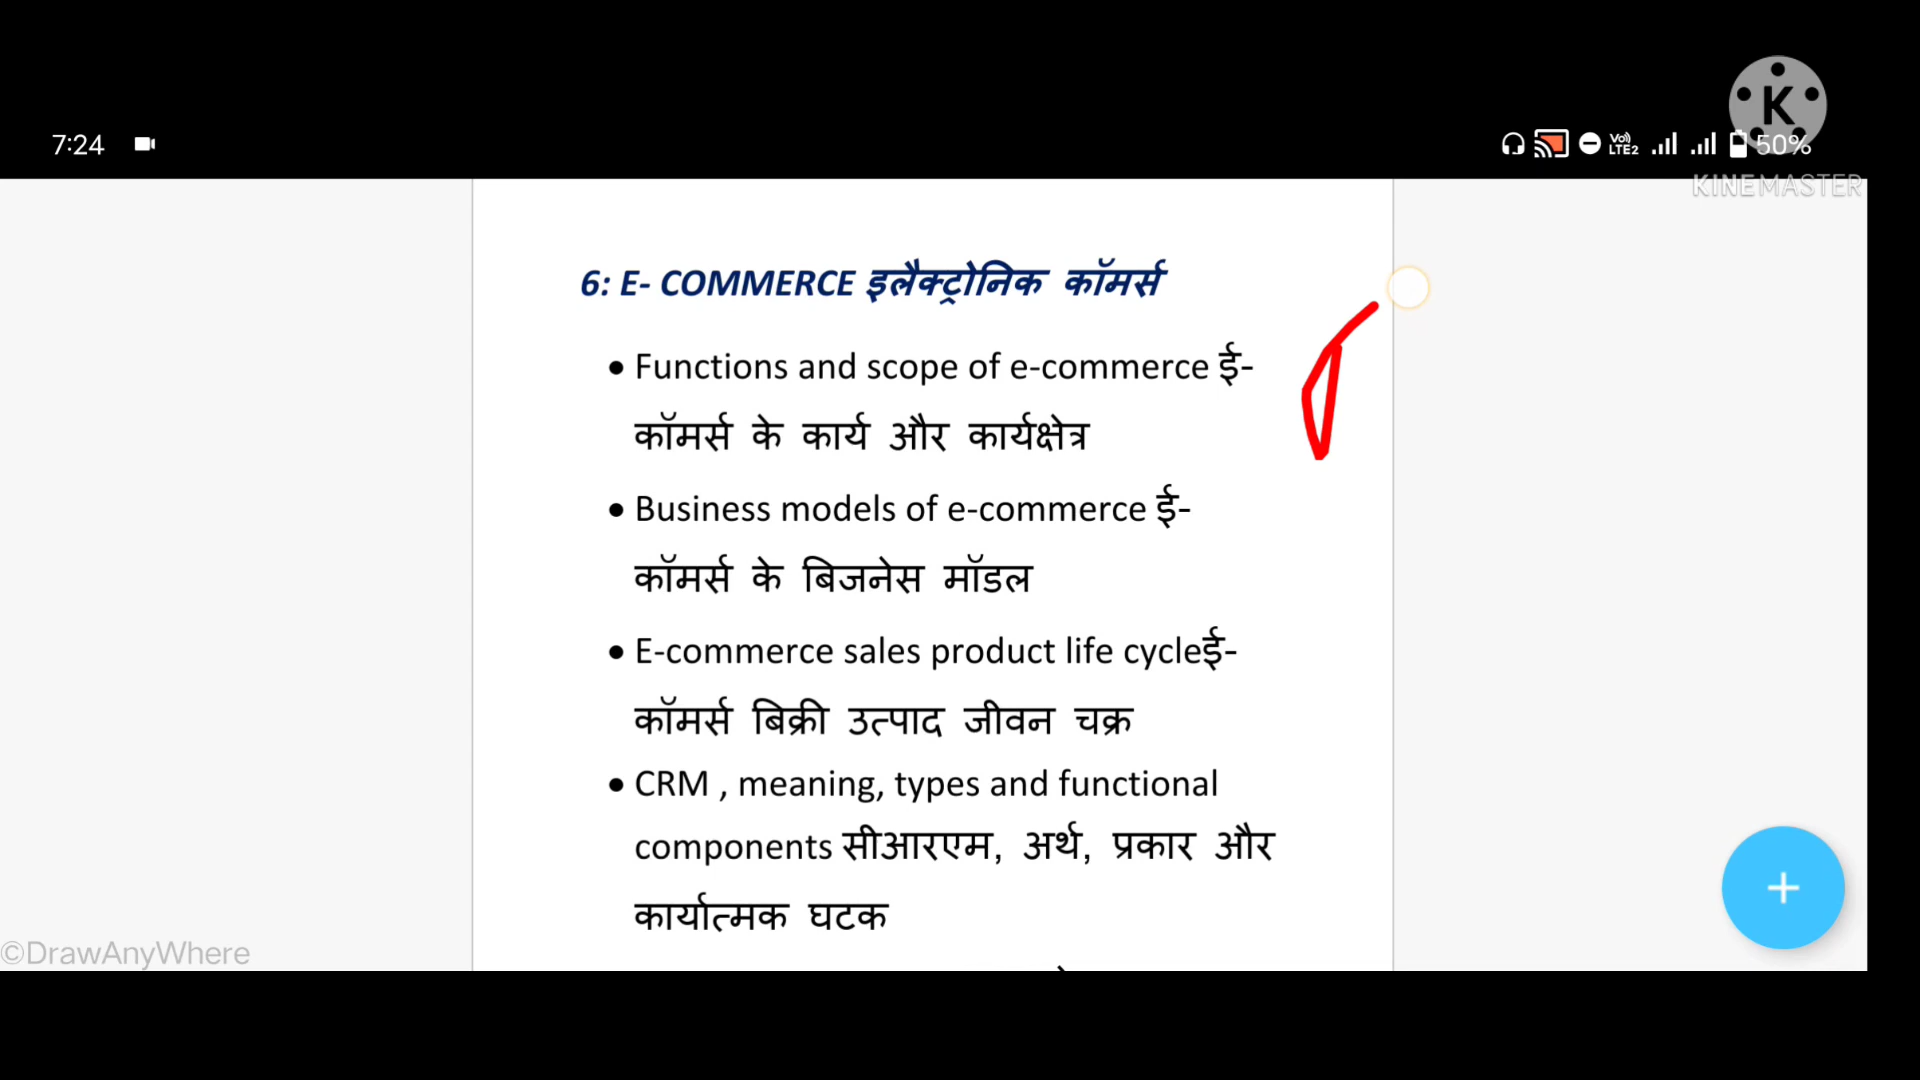 7:24
Vo) LTE2 50%
K
KINEMASTER
6: E- COMMERCE इलैक्ट्रोनिक कॉमर्स
• Functions and scope of e-commerce ई-
कॉमर्स के कार्य और कार्यक्षेत्र
• Business models of e-commerce ई-
कॉमर्स के बिजनेस मॉडल
• E-commerce sales product life cycleई-
कॉमर्स बिक्री उत्पाद जीवन चक्र
• CRM , meaning, types and functional
components सीआरएम, अर्थ, प्रकार और
कार्यात्मक घटक
©DrawAnyWhere